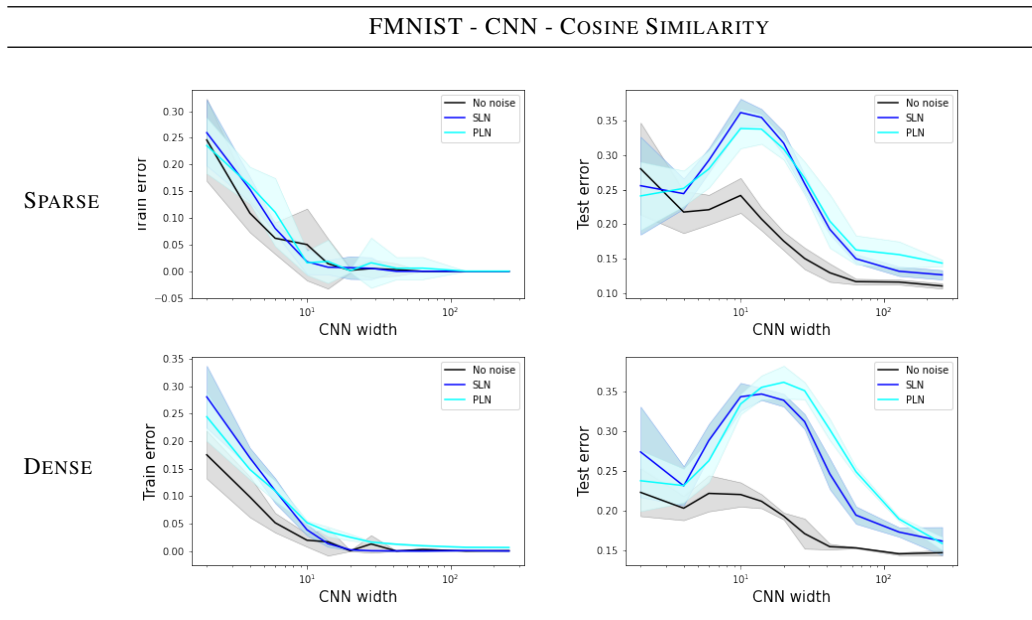 FMNIST - CNN - COSINE SIMILARITY
SPARSE
Train error
0.30
0.25
0.20
0.15
0.10
0.05
0.00
−0.05
No noise
SLN
PLN
10¹
10²
CNN width
Test error
0.35
0.30
0.25
0.20
0.15
0.10
No noise
SLN
PLN
10¹
10²
CNN width
DENSE
Train error
0.35
0.30
0.25
0.20
0.15
0.10
0.05
0.00
No noise
SLN
PLN
10¹
10²
CNN width
Test error
0.35
0.30
0.25
0.20
0.15
No noise
SLN
PLN
10¹
10²
CNN width